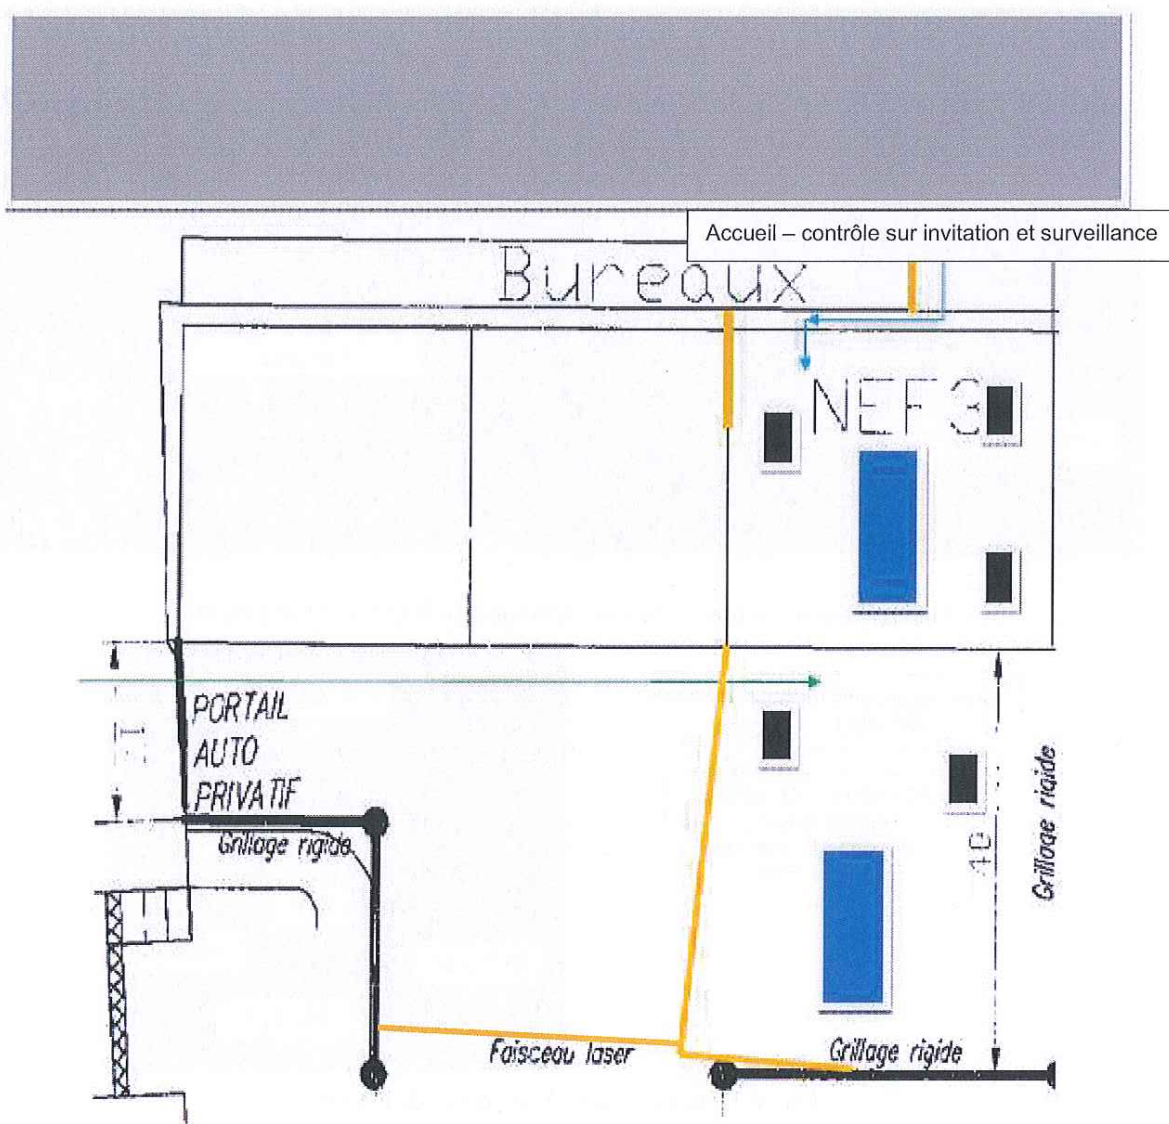 Accueil – contrôle sur invitation et surveillance
Bureaux
NEF 3
PORTAIL
AUTO
PRIVATIF
Grillage rigide
Grillage rigide
40
Faisceau laser
Grillage rigide